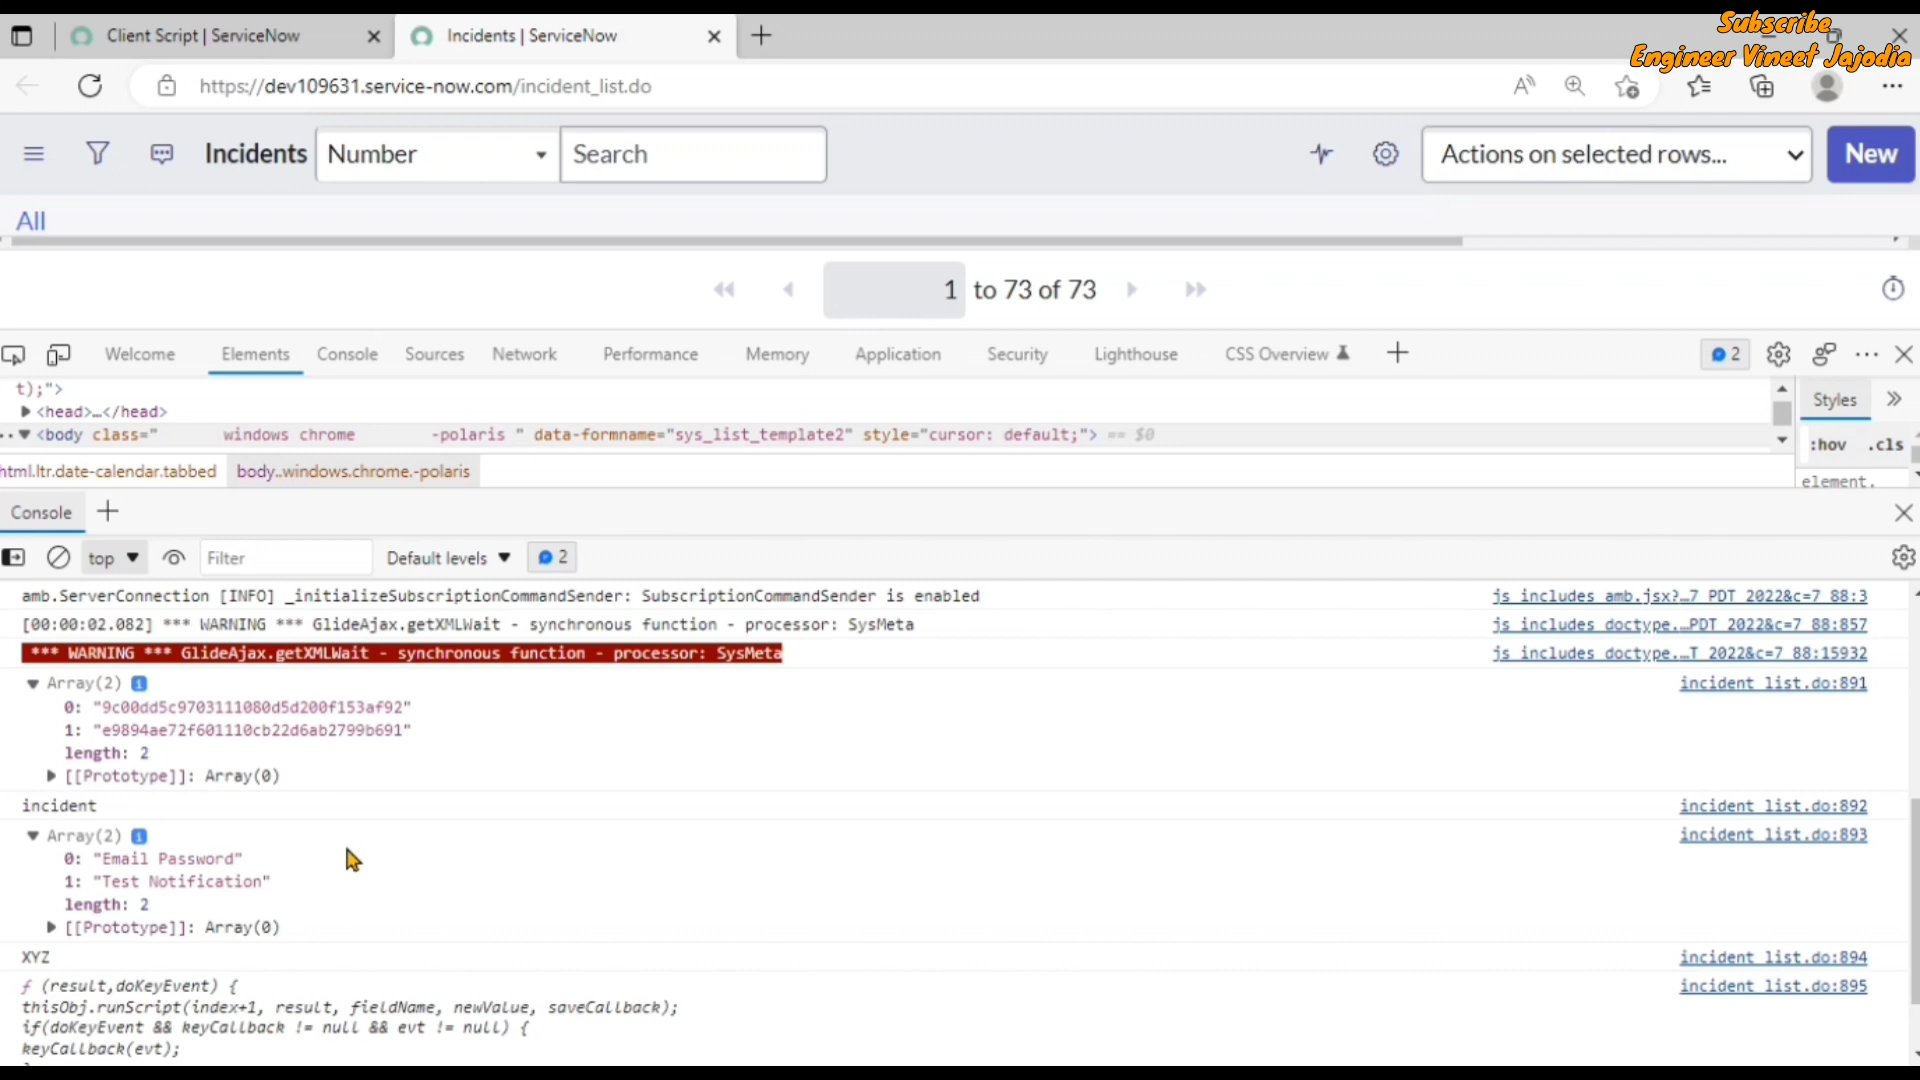 Subscribe
Engineer Vineet Jajodia
Client Script | ServiceNow
Incidents | ServiceNow
https://dev109631.service-now.com/incident_list.do
Incidents Number Search Actions on selected rows... New
All
1 to 73 of 73
Welcome Elements Console Sources Network Performance Memory Application Security Lighthouse CSS Overview 2
t);">
<head>…</head>
<body class=" windows chrome -polaris " data-formname="sys_list_template2" style="cursor: default;"> == $0
html.ltr.date-calendar.tabbed body..windows.chrome.-polaris
Styles
:hov .cls
element.
Console
top Filter Default levels 2
amb.ServerConnection [INFO] _initializeSubscriptionCommandSender: SubscriptionCommandSender is enabled js_includes_amb.jsx?…7_PDT_2022&c=7_88:3
[00:00:02.082] *** WARNING *** GlideAjax.getXMLWait - synchronous function - processor: SysMeta js_includes_doctype.…PDT_2022&c=7_88:857
*** WARNING *** GlideAjax.getXMLWait - synchronous function - processor: SysMeta js_includes_doctype.…T_2022&c=7_88:15932
Array(2) i incident_list.do:891
0: "9c00dd5c9703111080d5d200f153af92"
1: "e9894ae72f601110cb22d6ab2799b691"
length: 2
[[Prototype]]: Array(0)
incident incident_list.do:892
Array(2) i incident_list.do:893
0: "Email Password"
1: "Test Notification"
length: 2
[[Prototype]]: Array(0)
XYZ incident_list.do:894
ƒ (result,doKeyEvent) { incident_list.do:895
thisObj.runScript(index+1, result, fieldName, newValue, saveCallback);
if(doKeyEvent && keyCallback != null && evt != null) {
keyCallback(evt);